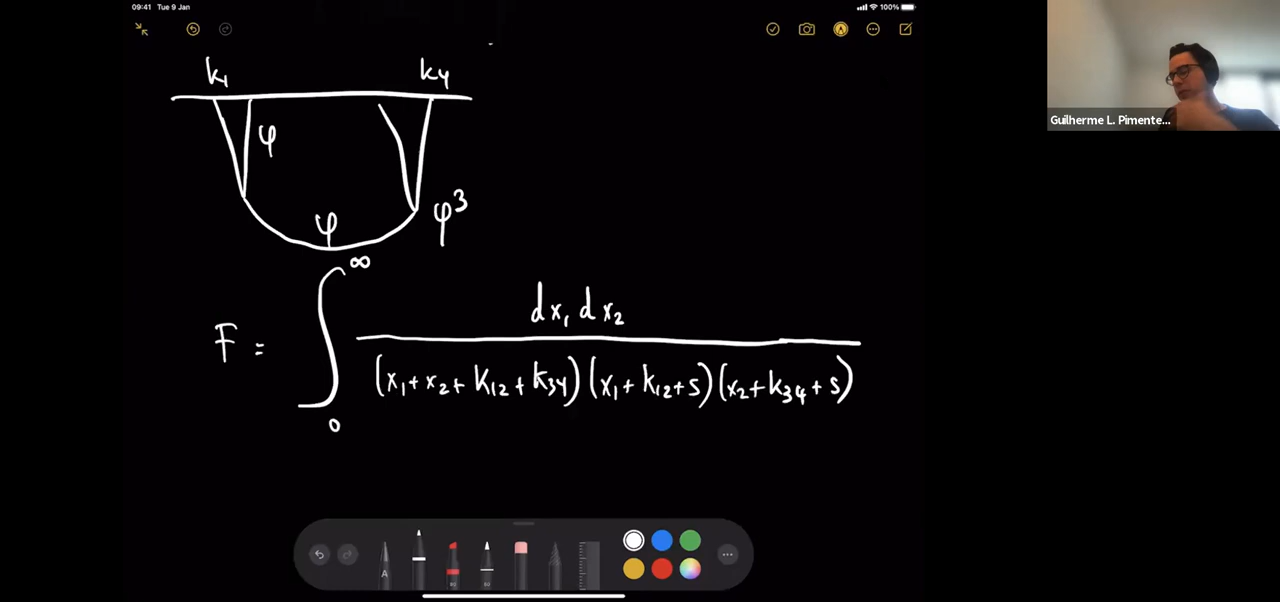 09:41 Tue 9 Jan
100%
k₁ k₄
φ
φ φ³
F = ∫₀^∞ dx₁ dx₂ / (x₁+x₂+k₁₂+k₃₄)(x₁+k₁₂+s)(x₂+k₃₄+s)
Guilherme L. Pimente...
A